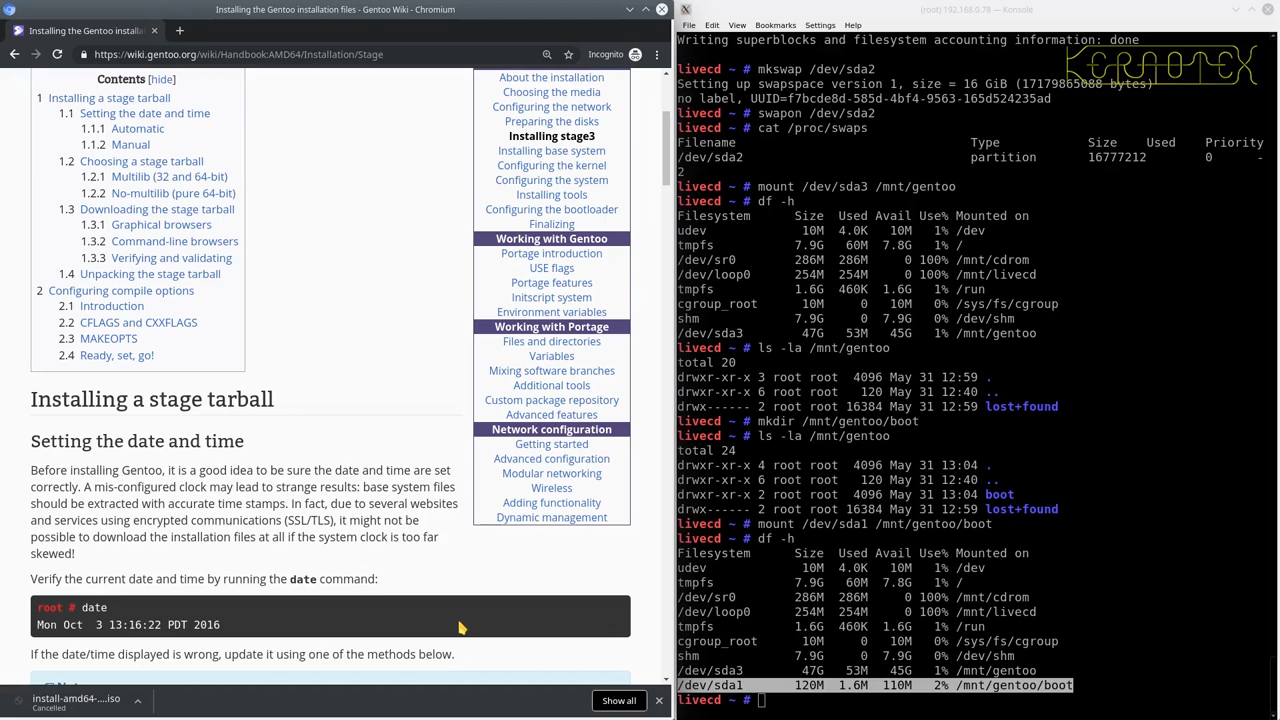 Installing the Gentoo installation files - Gentoo Wiki - Chromium
Installing the Gentoo installa
https://wiki.gentoo.org/wiki/Handbook:AMD64/Installation/Stage
Incognito
Contents [hide]
1 Installing a stage tarball
1.1 Setting the date and time
1.1.1 Automatic
1.1.2 Manual
1.2 Choosing a stage tarball
1.2.1 Multilib (32 and 64-bit)
1.2.2 No-multilib (pure 64-bit)
1.3 Downloading the stage tarball
1.3.1 Graphical browsers
1.3.2 Command-line browsers
1.3.3 Verifying and validating
1.4 Unpacking the stage tarball
2 Configuring compile options
2.1 Introduction
2.2 CFLAGS and CXXFLAGS
2.3 MAKEOPTS
2.4 Ready, set, go!
About the installation
Choosing the media
Configuring the network
Preparing the disks
Installing stage3
Installing base system
Configuring the kernel
Configuring the system
Installing tools
Configuring the bootloader
Finalizing
Working with Gentoo
Portage introduction
USE flags
Portage features
Initscript system
Environment variables
Working with Portage
Files and directories
Variables
Mixing software branches
Additional tools
Custom package repository
Advanced features
Network configuration
Getting started
Advanced configuration
Modular networking
Wireless
Adding functionality
Dynamic management
Installing a stage tarball
Setting the date and time
Before installing Gentoo, it is a good idea to be sure the date and time are set
correctly. A mis-configured clock may lead to strange results: base system files
should be extracted with accurate time stamps. In fact, due to several websites
and services using encrypted communications (SSL/TLS), it might not be
possible to download the installation files at all if the system clock is too far
skewed!
Verify the current date and time by running the date command:
root # date
Mon Oct  3 13:16:22 PDT 2016
If the date/time displayed is wrong, update it using one of the methods below.
install-amd64-....iso
Cancelled
Show all
(root) 192.168.0.78 — Konsole
File Edit View Bookmarks Settings Help
Writing superblocks and filesystem accounting information: done
livecd ~ # mkswap /dev/sda2
Setting up swapspace version 1, size = 16 GiB (17179865088 bytes)
no label, UUID=f7bcde8d-585d-4bf4-9563-165d524235ad
livecd ~ # swapon /dev/sda2
livecd ~ # cat /proc/swaps
Filename Type Size Used Priority
/dev/sda2 partition 16777212 0 -
2
livecd ~ # mount /dev/sda3 /mnt/gentoo
livecd ~ # df -h
Filesystem Size Used Avail Use% Mounted on
udev 10M 4.0K 10M 1% /dev
tmpfs 7.9G 60M 7.8G 1% /
/dev/sr0 286M 286M 0 100% /mnt/cdrom
/dev/loop0 254M 254M 0 100% /mnt/livecd
tmpfs 1.6G 460K 1.6G 1% /run
cgroup_root 10M 0 10M 0% /sys/fs/cgroup
shm 7.9G 0 7.9G 0% /dev/shm
/dev/sda3 47G 53M 45G 1% /mnt/gentoo
livecd ~ # ls -la /mnt/gentoo
total 20
drwxr-xr-x 3 root root 4096 May 31 12:59 .
drwxr-xr-x 6 root root 120 May 31 12:40 ..
drwx------ 2 root root 16384 May 31 12:59 lost+found
livecd ~ # mkdir /mnt/gentoo/boot
livecd ~ # ls -la /mnt/gentoo
total 24
drwxr-xr-x 4 root root 4096 May 31 13:04 .
drwxr-xr-x 6 root root 120 May 31 12:40 ..
drwxr-xr-x 2 root root 4096 May 31 13:04 boot
drwx------ 2 root root 16384 May 31 12:59 lost+found
livecd ~ # mount /dev/sda1 /mnt/gentoo/boot
livecd ~ # df -h
Filesystem Size Used Avail Use% Mounted on
udev 10M 4.0K 10M 1% /dev
tmpfs 7.9G 60M 7.8G 1% /
/dev/sr0 286M 286M 0 100% /mnt/cdrom
/dev/loop0 254M 254M 0 100% /mnt/livecd
tmpfs 1.6G 460K 1.6G 1% /run
cgroup_root 10M 0 10M 0% /sys/fs/cgroup
shm 7.9G 0 7.9G 0% /dev/shm
/dev/sda3 47G 53M 45G 1% /mnt/gentoo
/dev/sda1 120M 1.6M 110M 2% /mnt/gentoo/boot
livecd ~ #